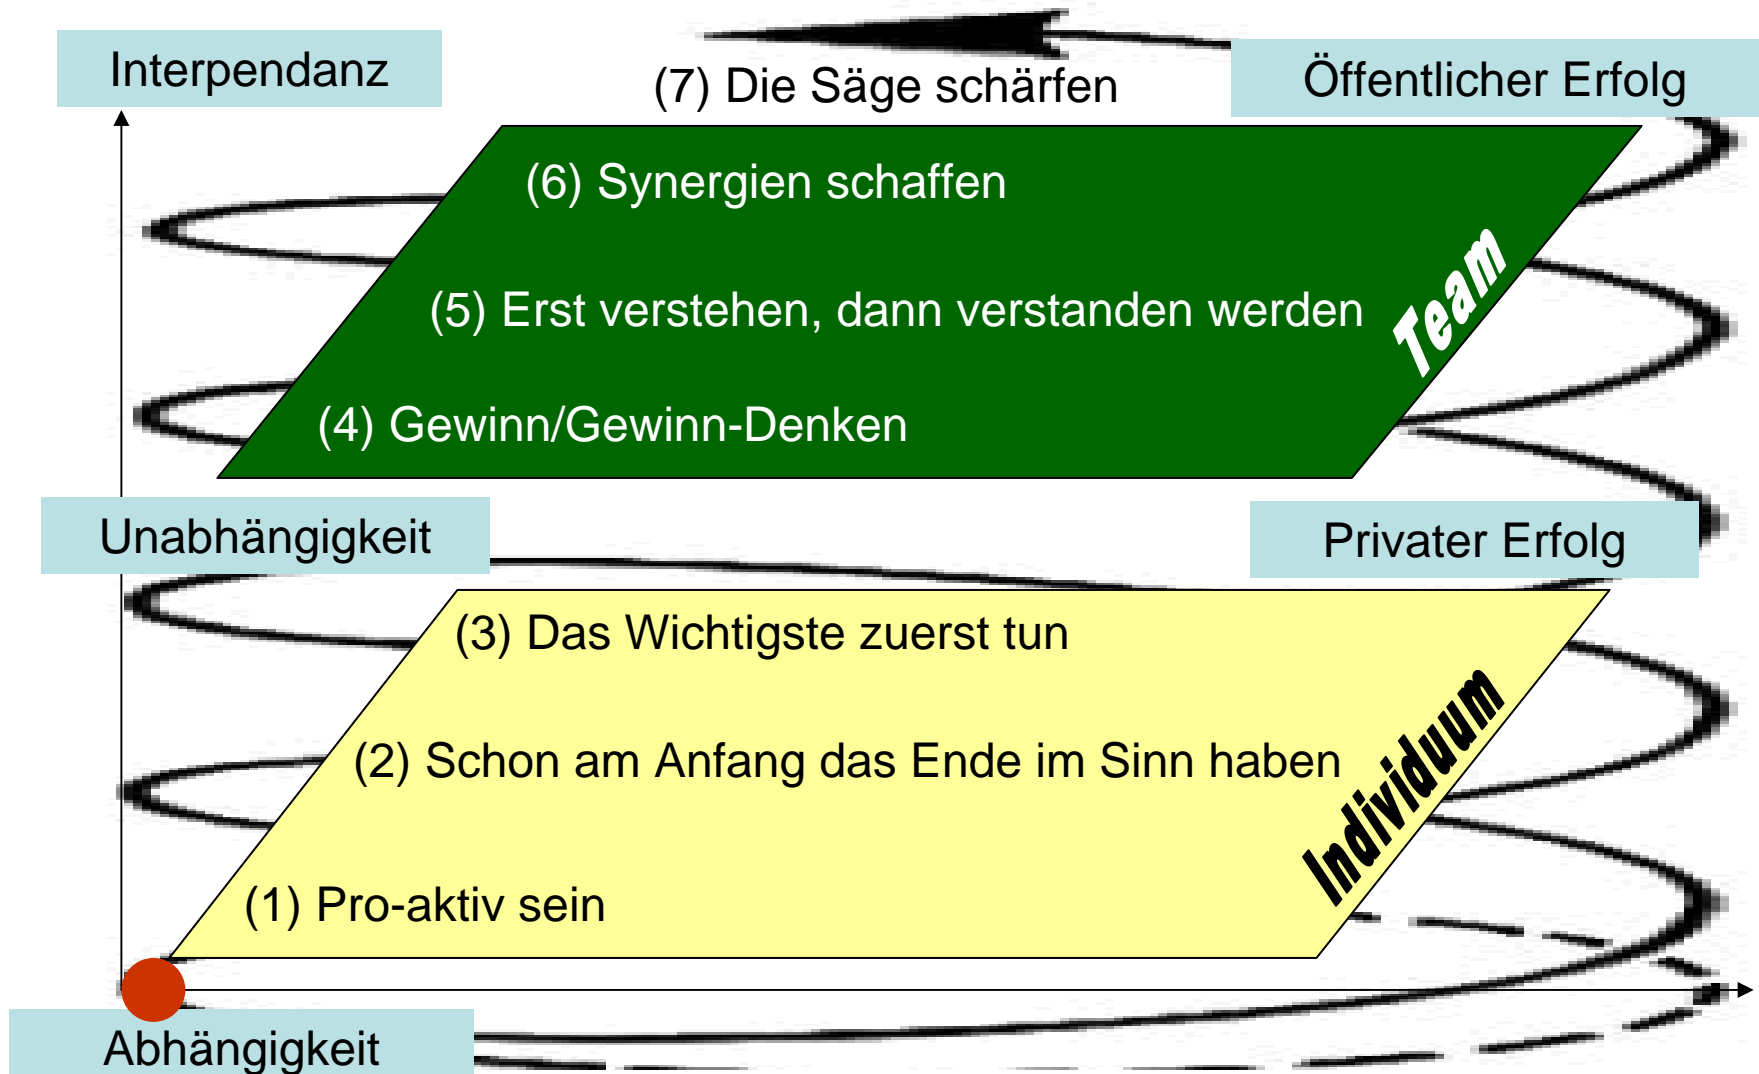 Interpendanz
Öffentlicher Erfolg
(7) Die Säge schärfen
(6) Synergien schaffen
(5) Erst verstehen, dann verstanden werden
Team
(4) Gewinn/Gewinn-Denken
Unabhängigkeit
Privater Erfolg
(3) Das Wichtigste zuerst tun
(2) Schon am Anfang das Ende im Sinn haben
Individuum
(1) Pro-aktiv sein
Abhängigkeit